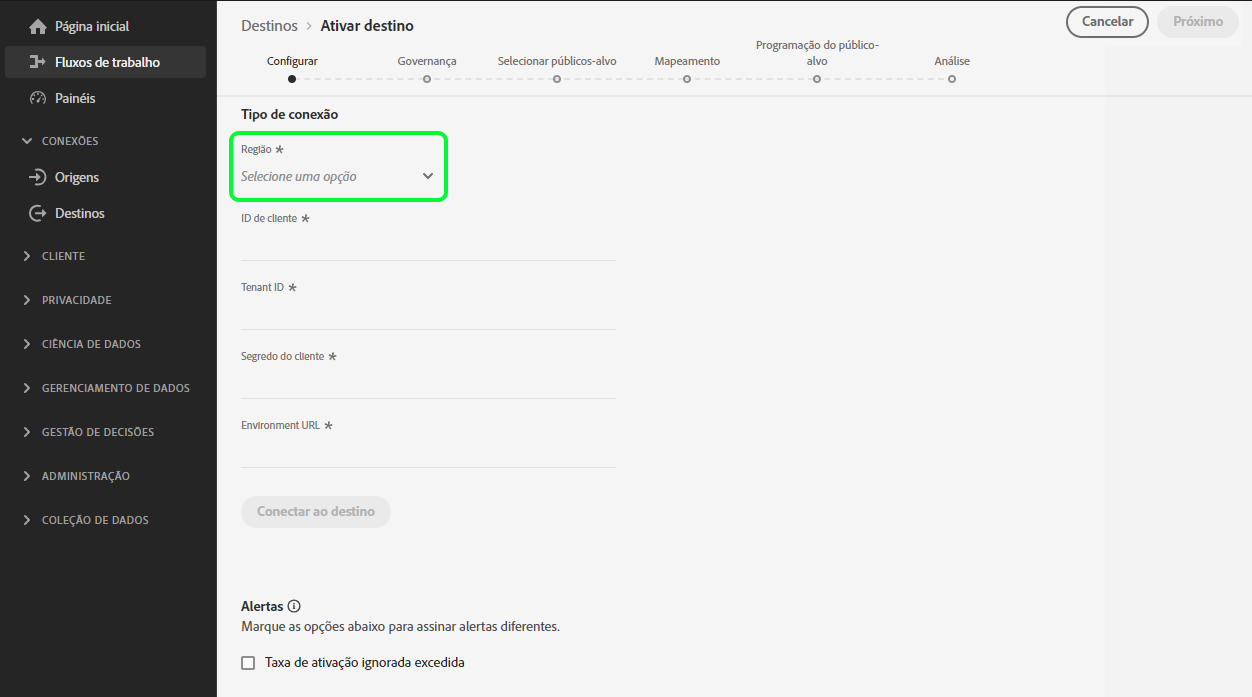 Página inicial
Fluxos de trabalho
Painéis
CONEXÕES
Origens
Destinos
CLIENTE
PRIVACIDADE
CIÊNCIA DE DADOS
GERENCIAMENTO DE DADOS
GESTÃO DE DECISÕES
ADMINISTRAÇÃO
COLEÇÃO DE DADOS
Destinos > Ativar destino
Cancelar
Próximo
Configurar
Governança
Selecionar públicos-alvo
Mapeamento
Programação do público-
alvo
Análise
Tipo de conexão
Região *
Selecione uma opção
ID de cliente *
Tenant ID *
Segredo do cliente *
Environment URL *
Conectar ao destino
Alertas
Marque as opções abaixo para assinar alertas diferentes.
Taxa de ativação ignorada excedida